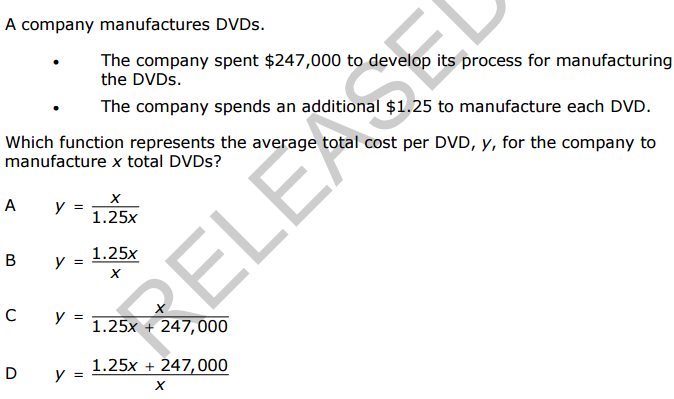 A company manufactures DVDs.
• The company spent $247,000 to develop its process for manufacturing
the DVDs.
• The company spends an additional $1.25 to manufacture each DVD.
Which function represents the average total cost per DVD, y, for the company to
manufacture x total DVDs?
A y = x / 1.25x
B y = 1.25x / x
C y = x / 1.25x + 247,000
D y = 1.25x + 247,000 / x
RELEASED